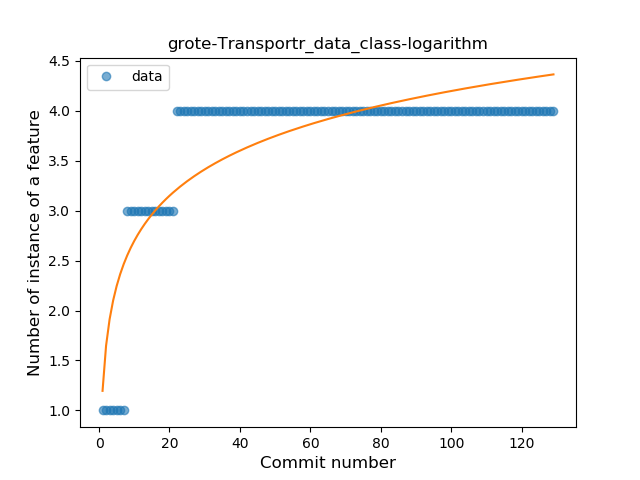 grote-Transportr_data_class-logarithm
data
Number of instance of a feature
4.5
4.0
3.5
3.0
2.5
2.0
1.5
1.0
0 20 40 60 80 100 120
Commit number